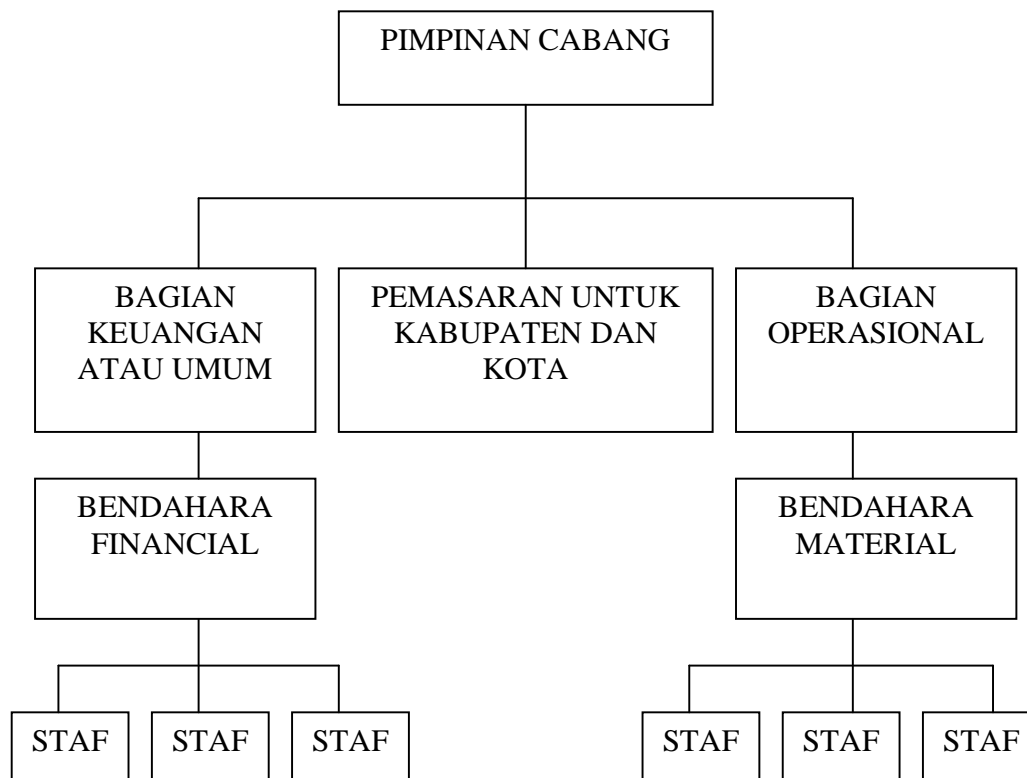 PIMPINAN CABANG
BAGIAN
KEUANGAN
ATAU UMUM
PEMASARAN UNTUK
KABUPATEN DAN
KOTA
BAGIAN
OPERASIONAL
BENDAHARA
FINANCIAL
BENDAHARA
MATERIAL
STAF
STAF
STAF
STAF
STAF
STAF